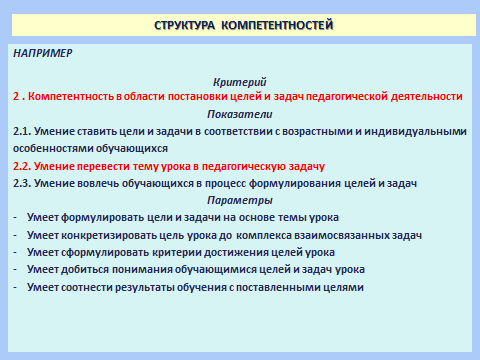 СТРУКТУРА КОМПЕТЕНТНОСТЕЙ
НАПРИМЕР
Критерий
2 . Компетентность в области постановки целей и задач педагогической деятельности
Показатели
2.1. Умение ставить цели и задачи в соответствии с возрастными и индивидуальными
особенностями обучающихся
2.2. Умение перевести тему урока в педагогическую задачу
2.3. Умение вовлечь обучающихся в процесс формулирования целей и задач
Параметры
- Умеет формулировать цели и задачи на основе темы урока
- Умеет конкретизировать цель урока до комплекса взаимосвязанных задач
- Умеет сформулировать критерии достижения целей урока
- Умеет добиться понимания обучающимися целей и задач урока
- Умеет соотнести результаты обучения с поставленными целями